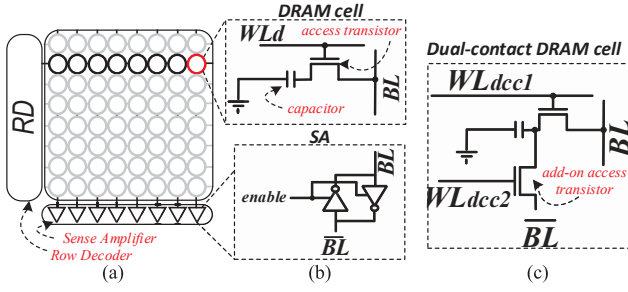 DRAM cell
WLd
access transistor
BL
capacitor
RD
SA
BL
enable
BL
Sense Amplifier
Row Decoder
(a)
(b)
Dual-contact DRAM cell
WLdcc1
BL
add-on access
transistor
WLdcc2
BL
(c)